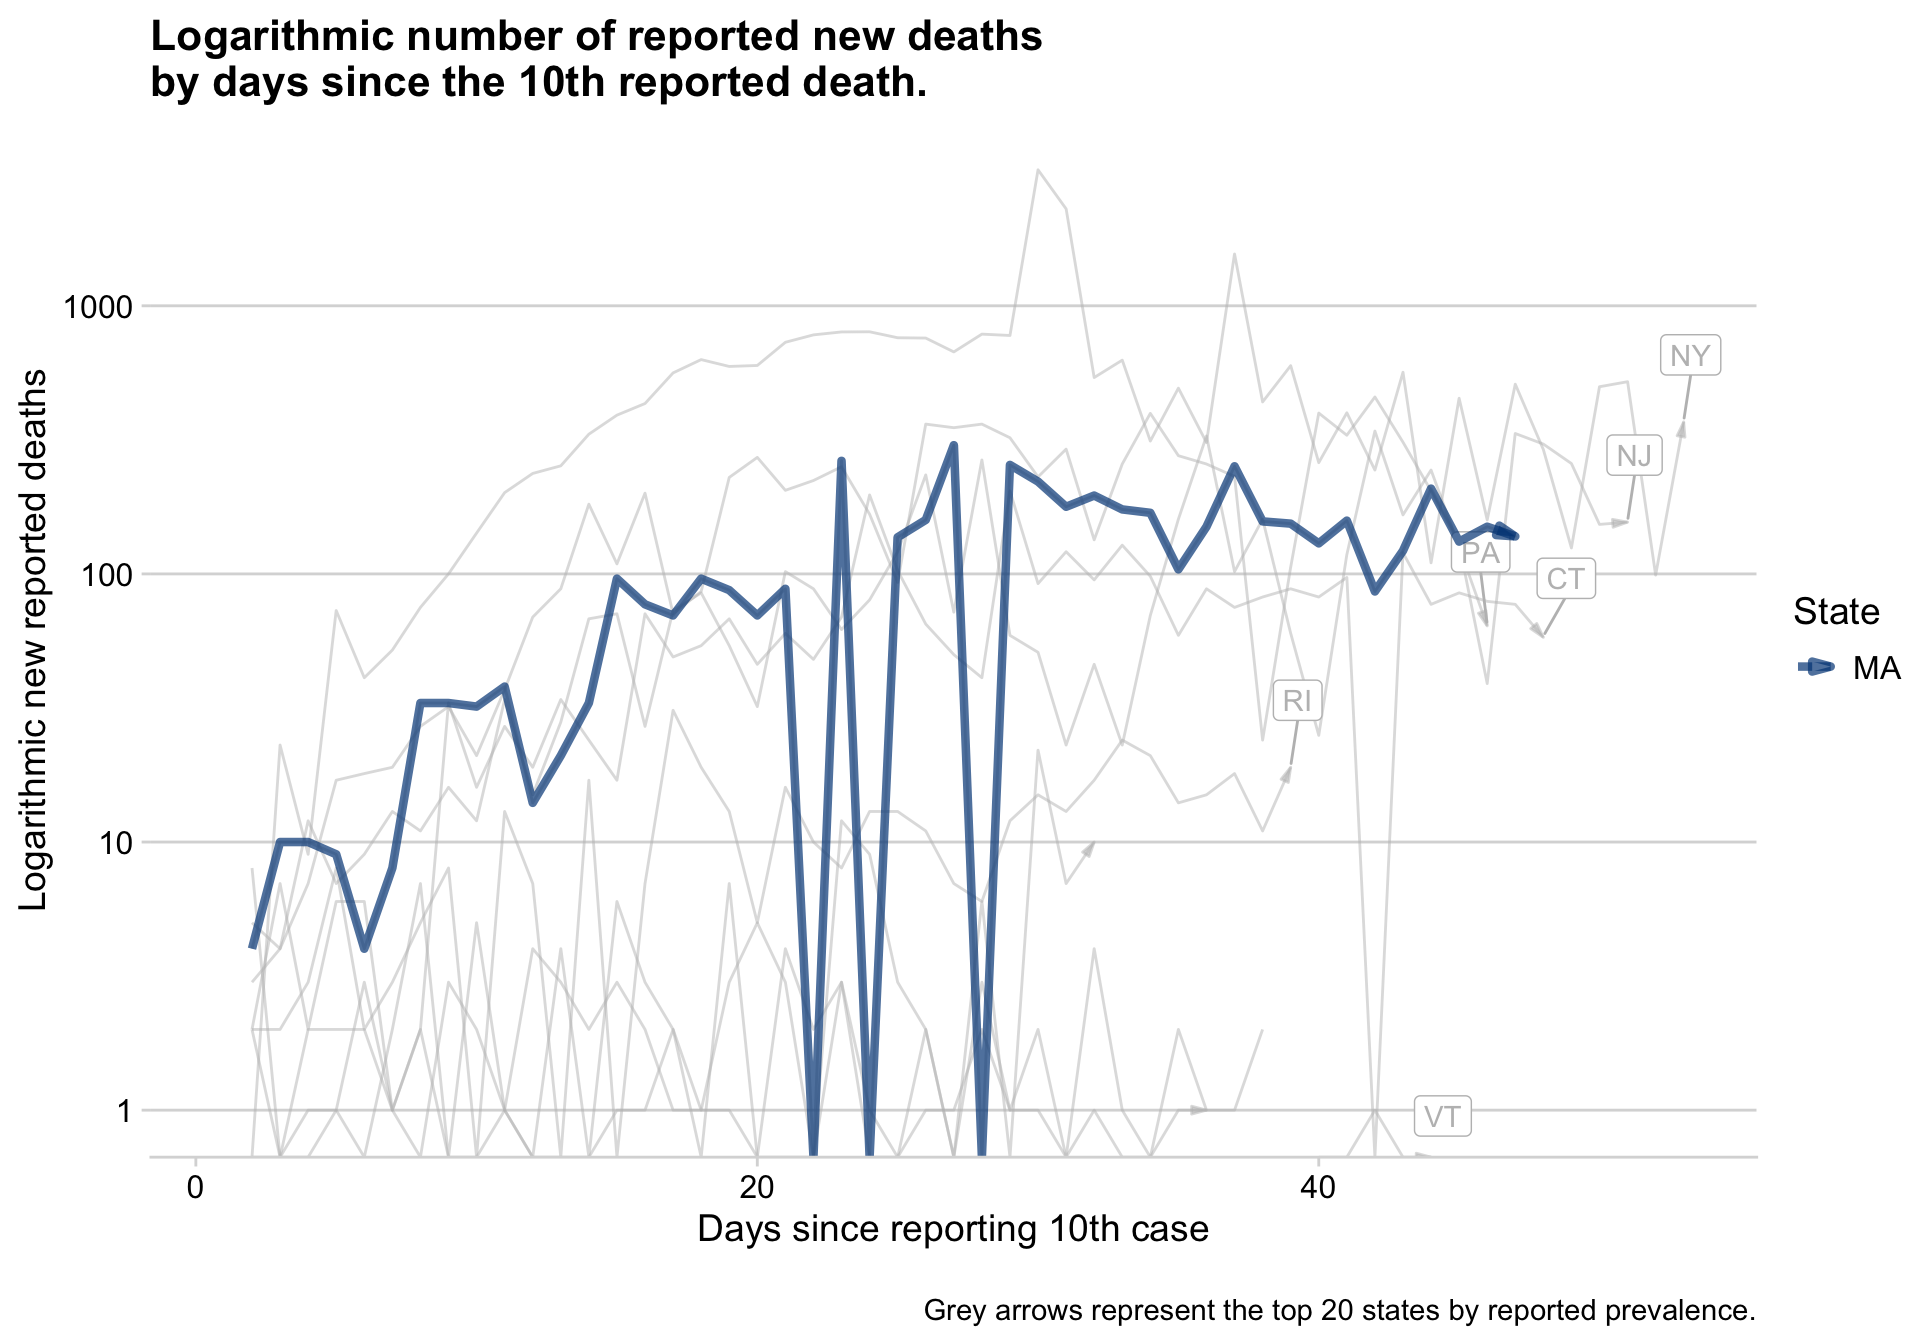 Logarithmic number of reported new deaths
by days since the 10th reported death.
Logarithmic new reported deaths
1000
100
10
1
NY
NJ
PA
CT
RI
VT
State
MA
0
20
40
Days since reporting 10th case
Grey arrows represent the top 20 states by reported prevalence.